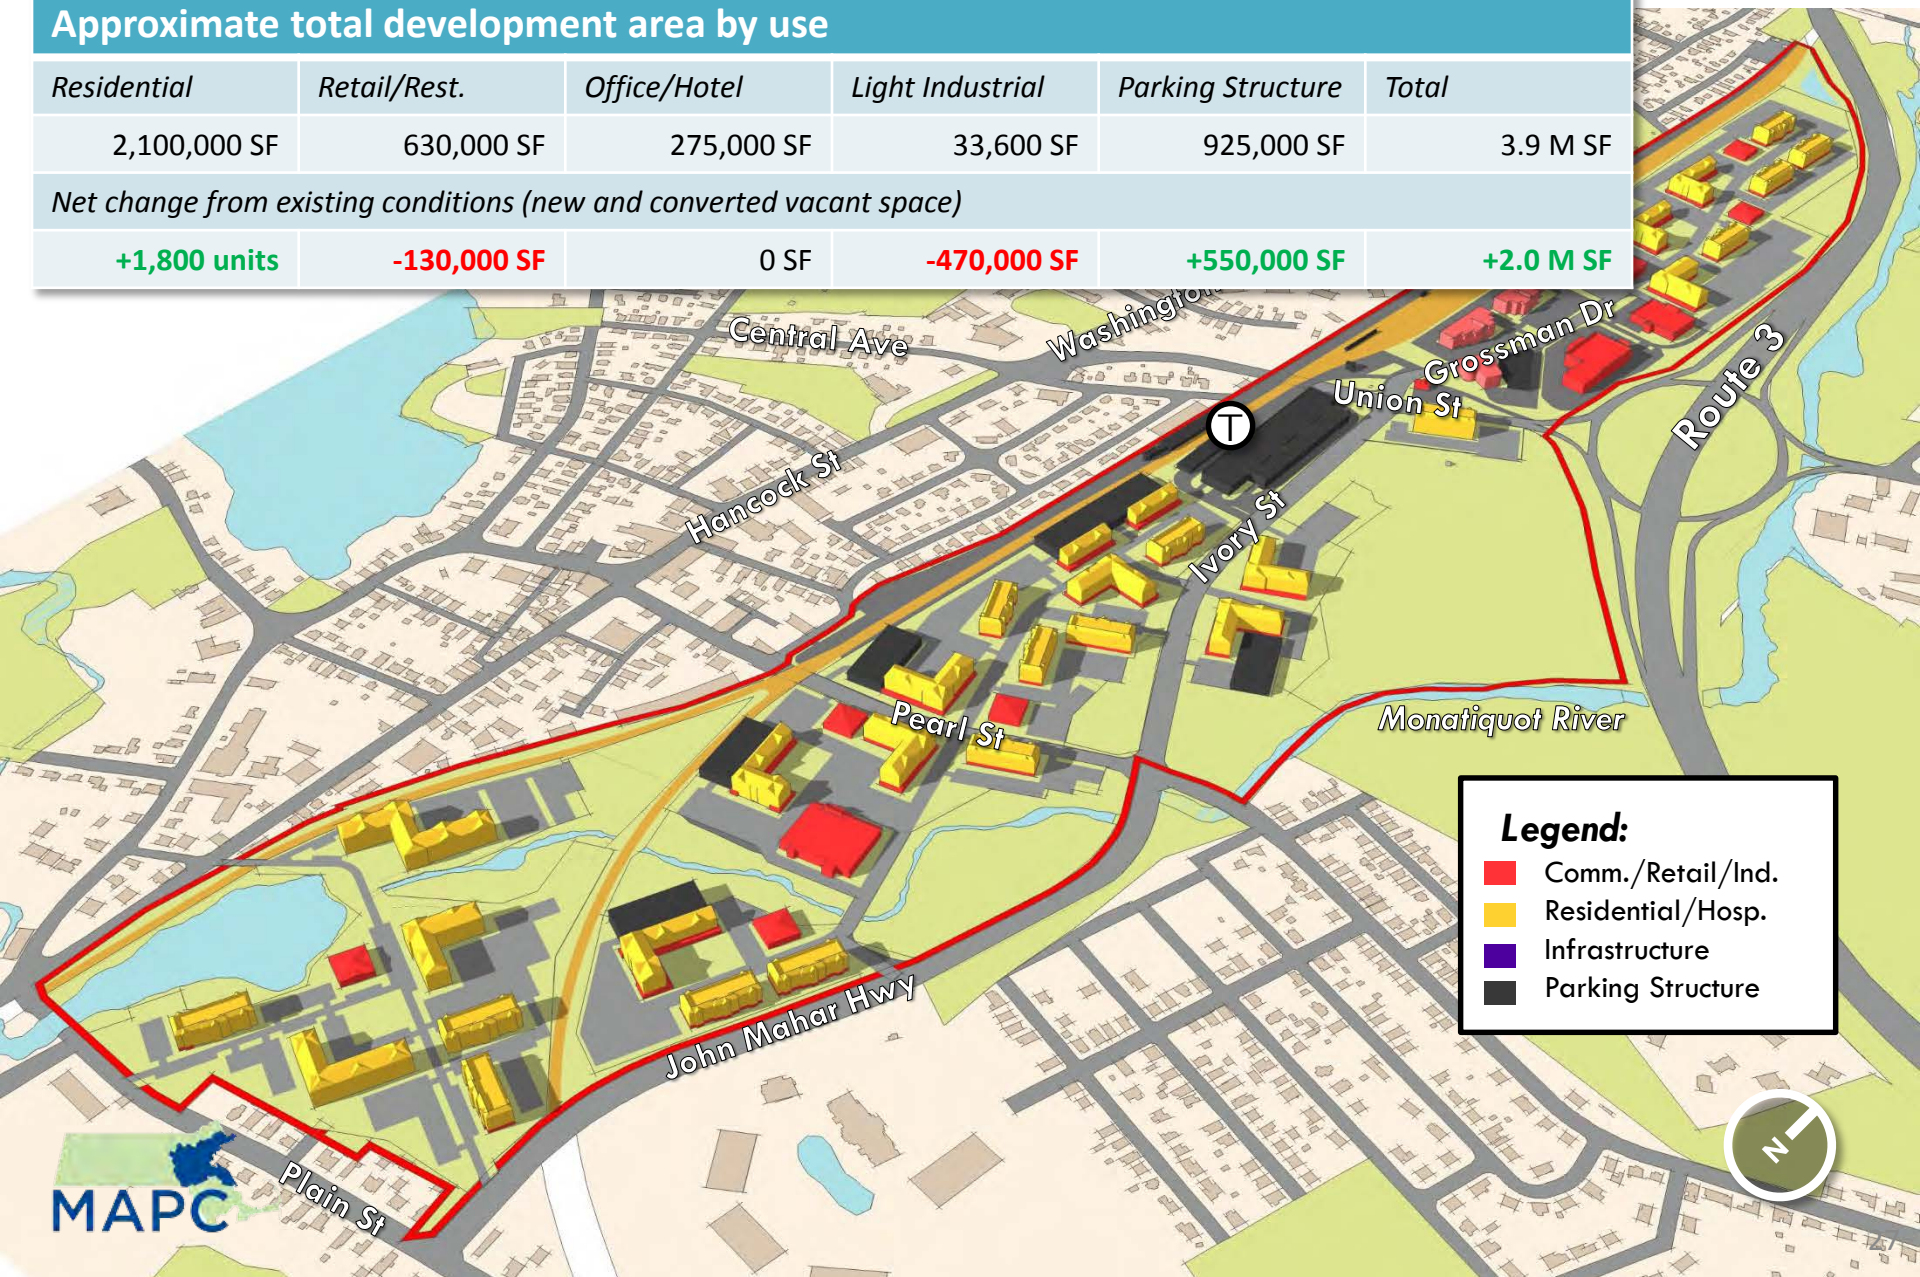 Approximate total development area by use
Residential Retail/Rest. Office/Hotel Light Industrial Parking Structure Total
2,100,000 SF 630,000 SF 275,000 SF 33,600 SF 925,000 SF 3.9 M SF
Net change from existing conditions (new and converted vacant space)
+1,800 units -130,000 SF 0 SF -470,000 SF +550,000 SF +2.0 M SF
Washington
Central Ave
Grossman Dr
Union St
Route 3
T
Hancock St
Ivory St
Pearl St
Monatiquot River
Legend:
Comm./Retail/Ind.
Residential/Hosp.
Infrastructure
Parking Structure
John Mahar Hwy
N
Plain St
MAPC
27